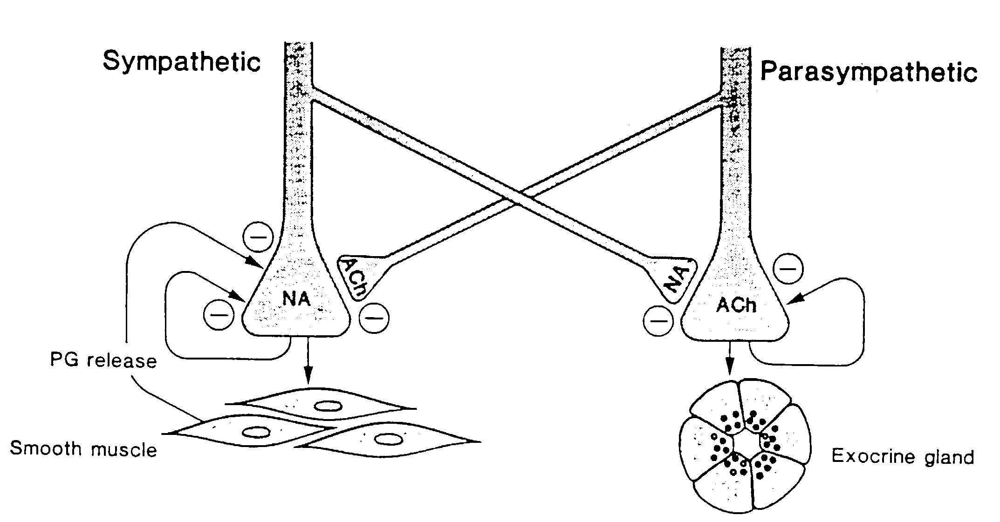 Sympathetic
Parasympathetic
ACh
NA
NA
ACh
PG release
Smooth muscle
Exocrine gland